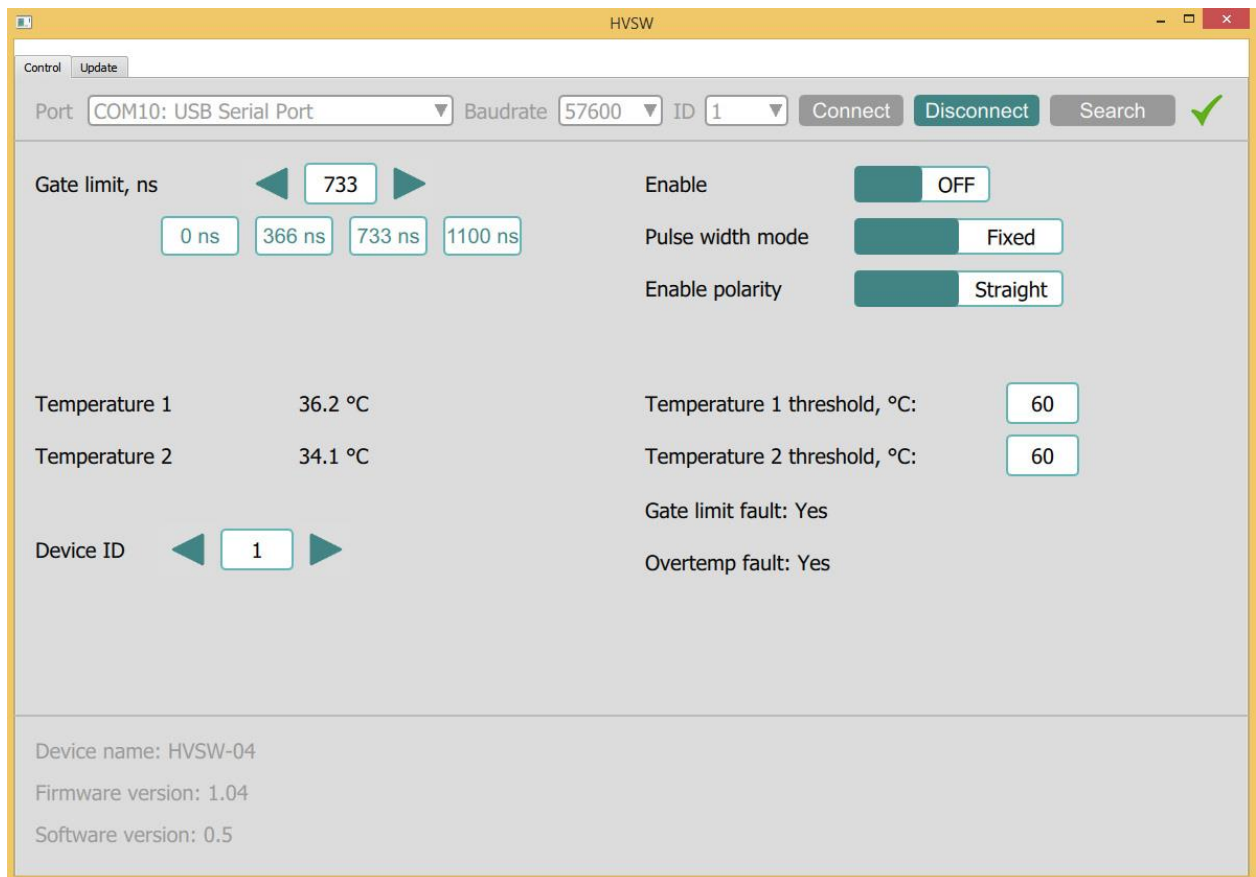 HVSW
Control Update
Port COM10: USB Serial Port Baudrate 57600 ID 1 Connect Disconnect Search
Gate limit, ns 733 Enable OFF
0 ns 366 ns 733 ns 1100 ns Pulse width mode Fixed
Enable polarity Straight
Temperature 1 36.2 °C Temperature 1 threshold, °C: 60
Temperature 2 34.1 °C Temperature 2 threshold, °C: 60
Gate limit fault: Yes
Device ID 1 Overtemp fault: Yes
Device name: HVSW-04
Firmware version: 1.04
Software version: 0.5